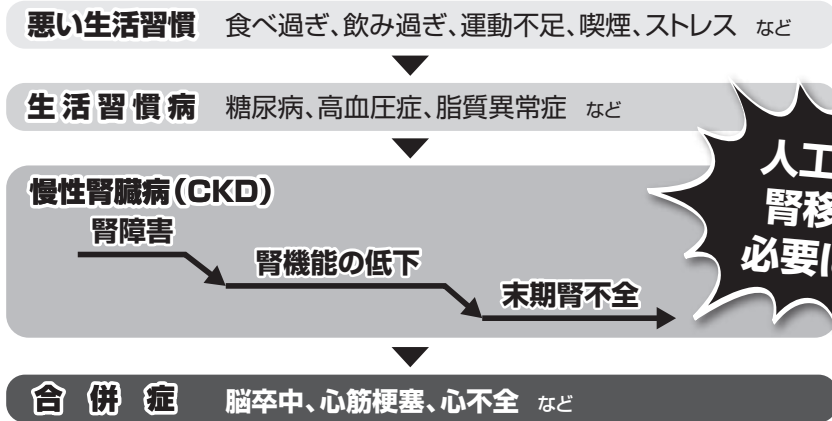 悪い生活習慣 食べ過ぎ、飲み過ぎ、運動不足、喫煙、ストレス など
生活習慣病 糖尿病、高血圧症、脂質異常症 など
慢性腎臓病(CKD)
腎障害
腎機能の低下
末期腎不全
人工
腎移
必要
合併症 脳卒中、心筋梗塞、心不全 など